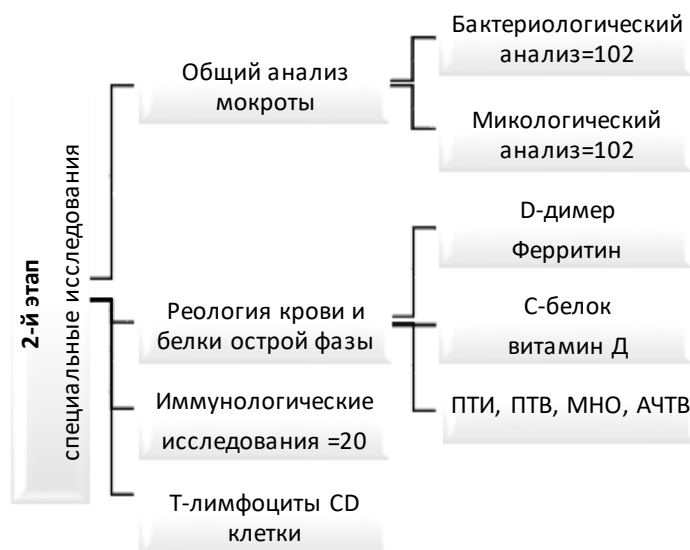 2-й этап
специальные исследования
Общий анализ
мокроты
Бактериологический
анализ=102
Микологический
анализ=102
Реология крови и
белки острой фазы
D-димер
Ферритин
С-белок
витамин Д
ПТИ, ПТВ, МНО, АЧТВ
Иммунологические
исследования =20
Т-лимфоциты CD
клетки